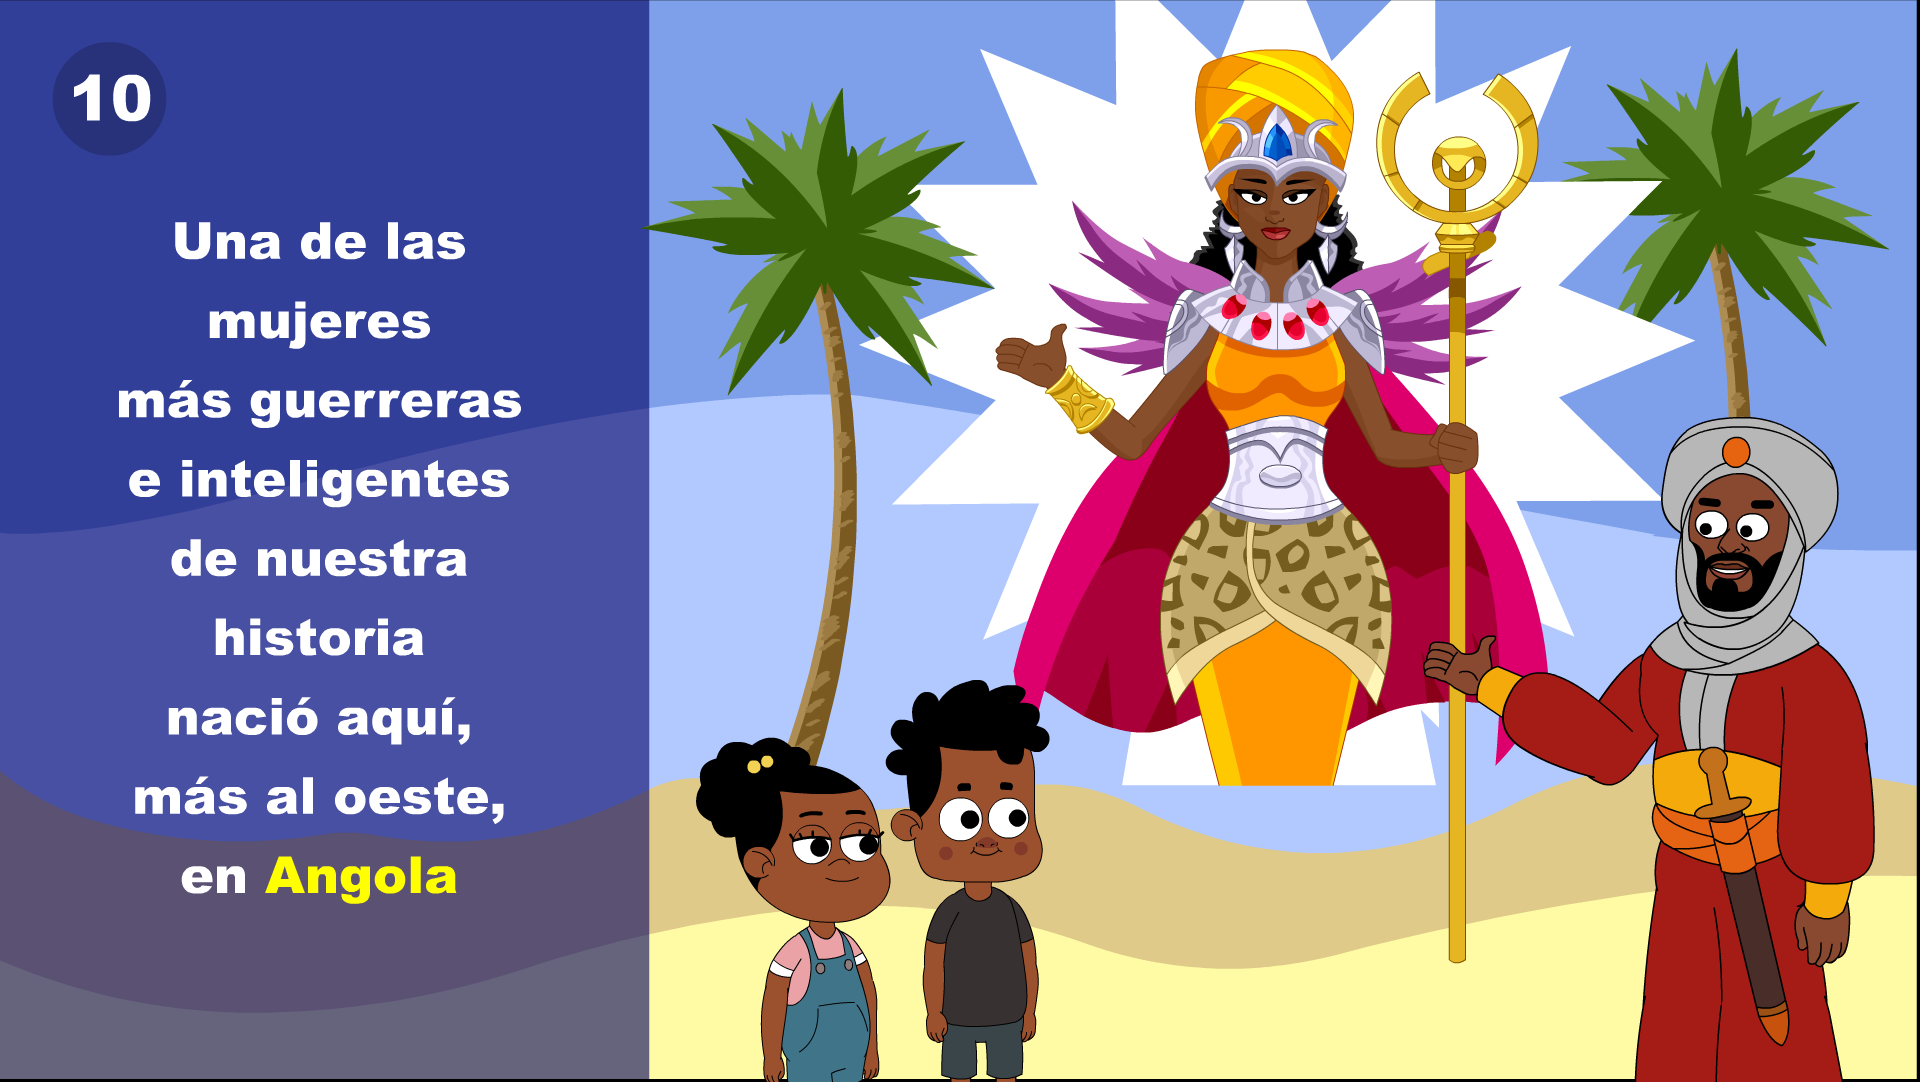 10
Una de las
mujeres
más guerreras
e inteligentes
de nuestra
historia
nació aquí,
más al oeste,
en Angola